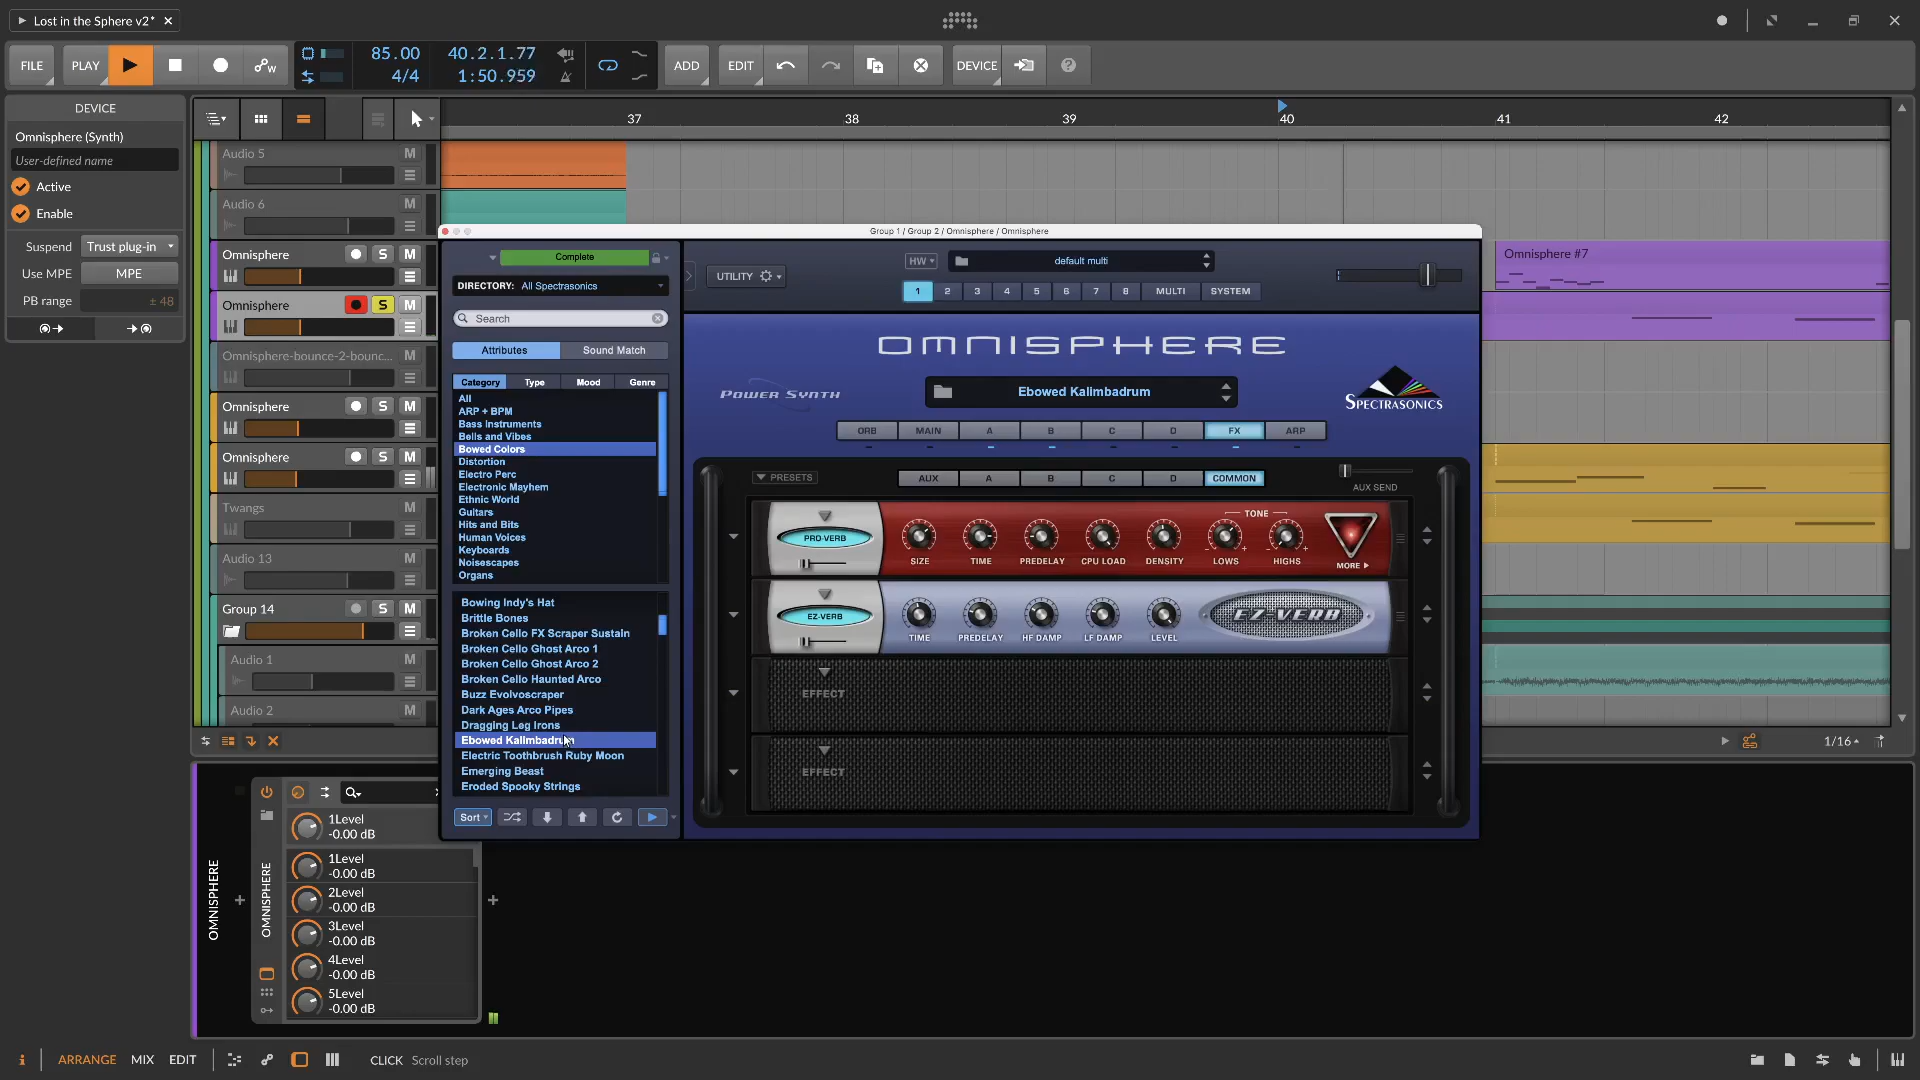 Lost in the Sphere v2*
FILE
PLAY
85.00
4/4
40.2.1.77
1:50.959
ADD
EDIT
DEVICE
DEVICE
Omnisphere (Synth)
User-defined name
Active
Enable
Suspend
Trust plug-in
Use MPE
MPE
PB range
± 48
37
38
39
40
41
42
Audio 5
M
Audio 6
M
Omnisphere
S
M
Omnisphere
S
M
Omnisphere-bounce-2-bounc...
M
Omnisphere
S
M
Omnisphere
S
M
Twangs
M
Audio 13
M
Group 14
S
M
Audio 1
M
Audio 2
M
Omnisphere #7
Group 1 / Group 2 / Omnisphere / Omnisphere
Complete
DIRECTORY: All Spectrasonics
Search
Attributes
Sound Match
Category
Type
Mood
Genre
All
ARP + BPM
Bass Instruments
Bells and Vibes
Bowed Colors
Distortion
Electro Perc
Electronic Mayhem
Ethnic World
Guitars
Hits and Bits
Human Voices
Keyboards
Noisescapes
Organs
Bowing Indy's Hat
Brittle Bones
Broken Cello FX Scraper Sustain
Broken Cello Ghost Arco 1
Broken Cello Ghost Arco 2
Broken Cello Haunted Arco
Buzz Evolvoscraper
Dark Ages Arco Pipes
Dragging Leg Irons
Ebowed Kalimbadrum
Electric Toothbrush Ruby Moon
Emerging Beast
Eroded Spooky Strings
Sort
UTILITY
HW
default multi
1
2
3
4
5
6
7
8
MULTI
SYSTEM
OMNISPHERE
POWER SYNTH
Ebowed Kalimbadrum
SPECTRASONICS
ORB
MAIN
A
B
C
D
FX
ARP
PRESETS
AUX
A
B
C
D
COMMON
AUX SEND
PRO-VERB
TONE
SIZE
TIME
PREDELAY
CPU LOAD
DENSITY
LOWS
HIGHS
MORE
EZ-VERB
TIME
PREDELAY
HF DAMP
LF DAMP
LEVEL
EZ-VERB
EFFECT
EFFECT
1/16
OMNISPHERE
OMNISPHERE
1Level
-0.00 dB
1Level
-0.00 dB
2Level
-0.00 dB
3Level
-0.00 dB
4Level
-0.00 dB
5Level
-0.00 dB
i
ARRANGE
MIX
EDIT
CLICK
Scroll step